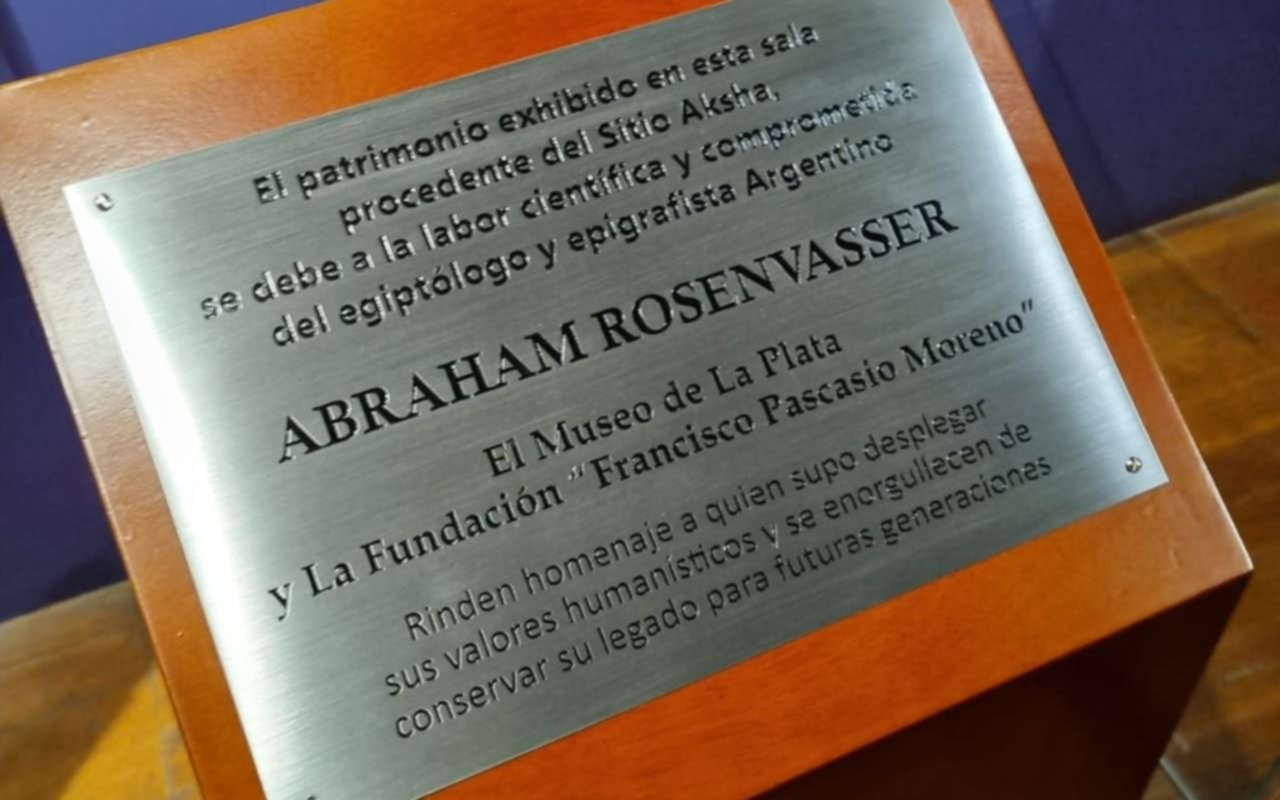 El patrimonio exhibido en esta sala
procedente del Sitio Aksha,
se debe a la labor científica y comprometida
del egiptólogo y epigrafista Argentino
ABRAHAM ROSENVASSER
El Museo de La Plata
y La Fundación "Francisco Pascasio Moreno"
Rinden homenaje a quien supo desplegar
sus valores humanísticos y se enorgullecen de
conservar su legado para futuras generaciones